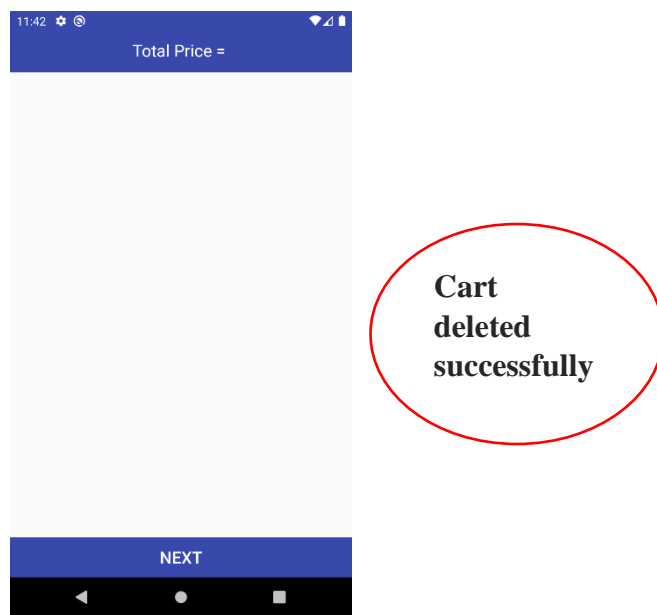 11:42
Total Price =
Cart
deleted
successfully
NEXT